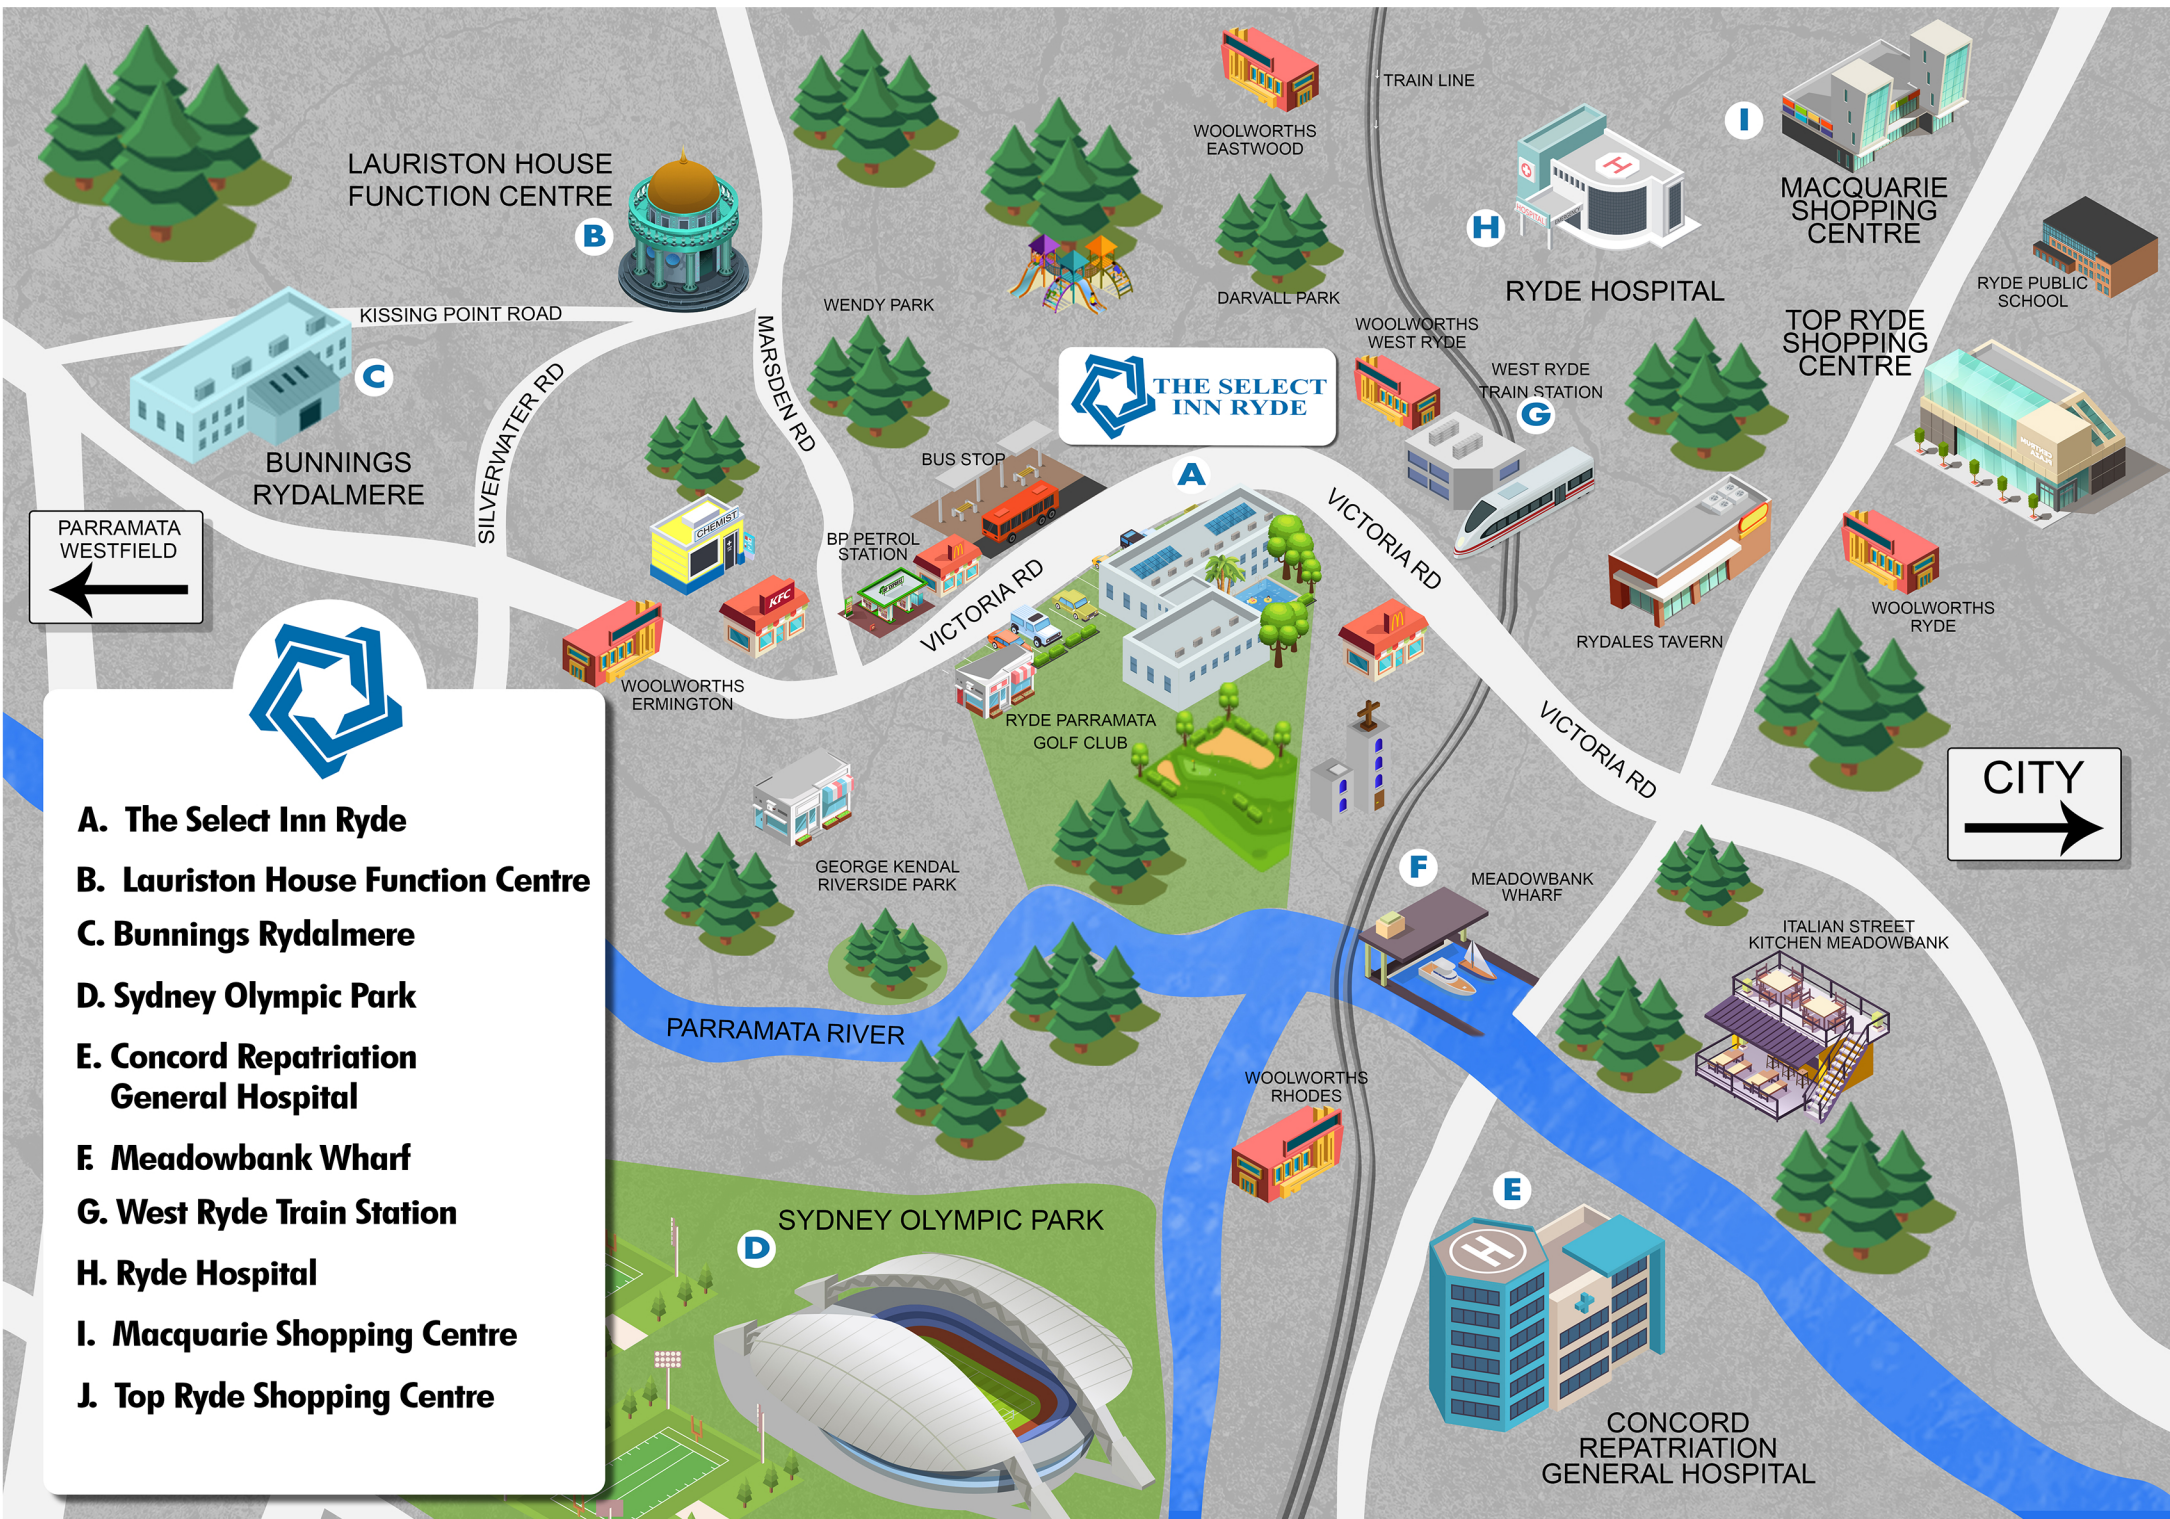 TRAIN LINE
WOOLWORTHS
EASTWOOD
I
LAURISTON HOUSE
FUNCTION CENTRE
B
H
HOSPITAL
H
MACQUARIE
SHOPPING
CENTRE
RYDE HOSPITAL
RYDE PUBLIC
SCHOOL
KISSING POINT ROAD
WENDY PARK
DARVALL PARK
TOP RYDE
SHOPPING
CENTRE
WOOLWORTHS
WEST RYDE
MARSDEN RD
C
THE SELECT
INN RYDE
WEST RYDE
TRAIN STATION
G
SILVERWATER RD
BUNNINGS
RYDALMERE
BUS STOP
A
VICTORIA RD
PARRAMATA
WESTFIELD
CHEMIST
BP PETROL
STATION
KFC
VICTORIA RD
WOOLWORTHS
RYDE
RYDALES TAVERN
WOOLWORTHS
ERMINGTON
RYDE PARRAMATA
GOLF CLUB
VICTORIA RD
CITY
GEORGE KENDAL
RIVERSIDE PARK
F
MEADOWBANK
WHARF
ITALIAN STREET
KITCHEN MEADOWBANK
PARRAMATA RIVER
WOOLWORTHS
RHODES
E
H
SYDNEY OLYMPIC PARK
D
CONCORD
REPATRIATION
GENERAL HOSPITAL
A. The Select Inn Ryde
B. Lauriston House Function Centre
C. Bunnings Rydalmere
D. Sydney Olympic Park
E. Concord Repatriation
General Hospital
F. Meadowbank Wharf
G. West Ryde Train Station
H. Ryde Hospital
I. Macquarie Shopping Centre
J. Top Ryde Shopping Centre